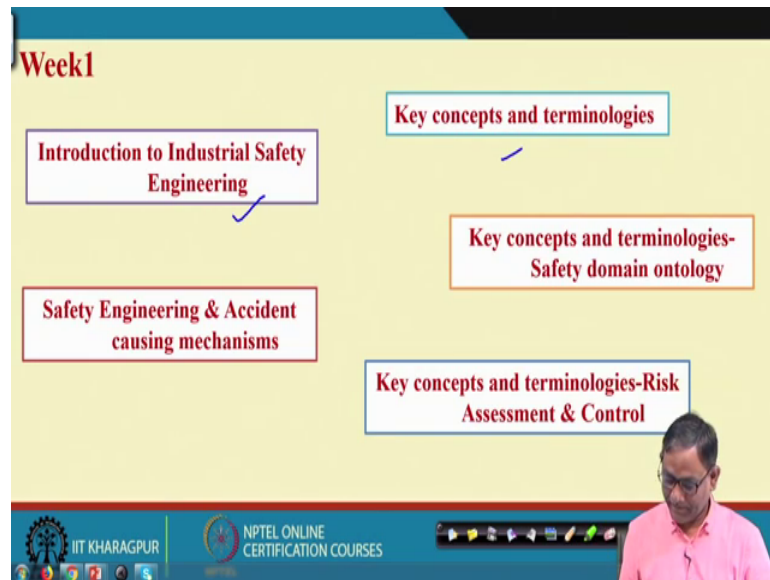 Week1
Key concepts and terminologies
Introduction to Industrial Safety
Engineering
Key concepts and terminologies-
Safety domain ontology
Safety Engineering & Accident
causing mechanisms
Key concepts and terminologies-Risk
Assessment & Control
IIT KHARAGPUR
NPTEL ONLINE
CERTIFICATION COURSES